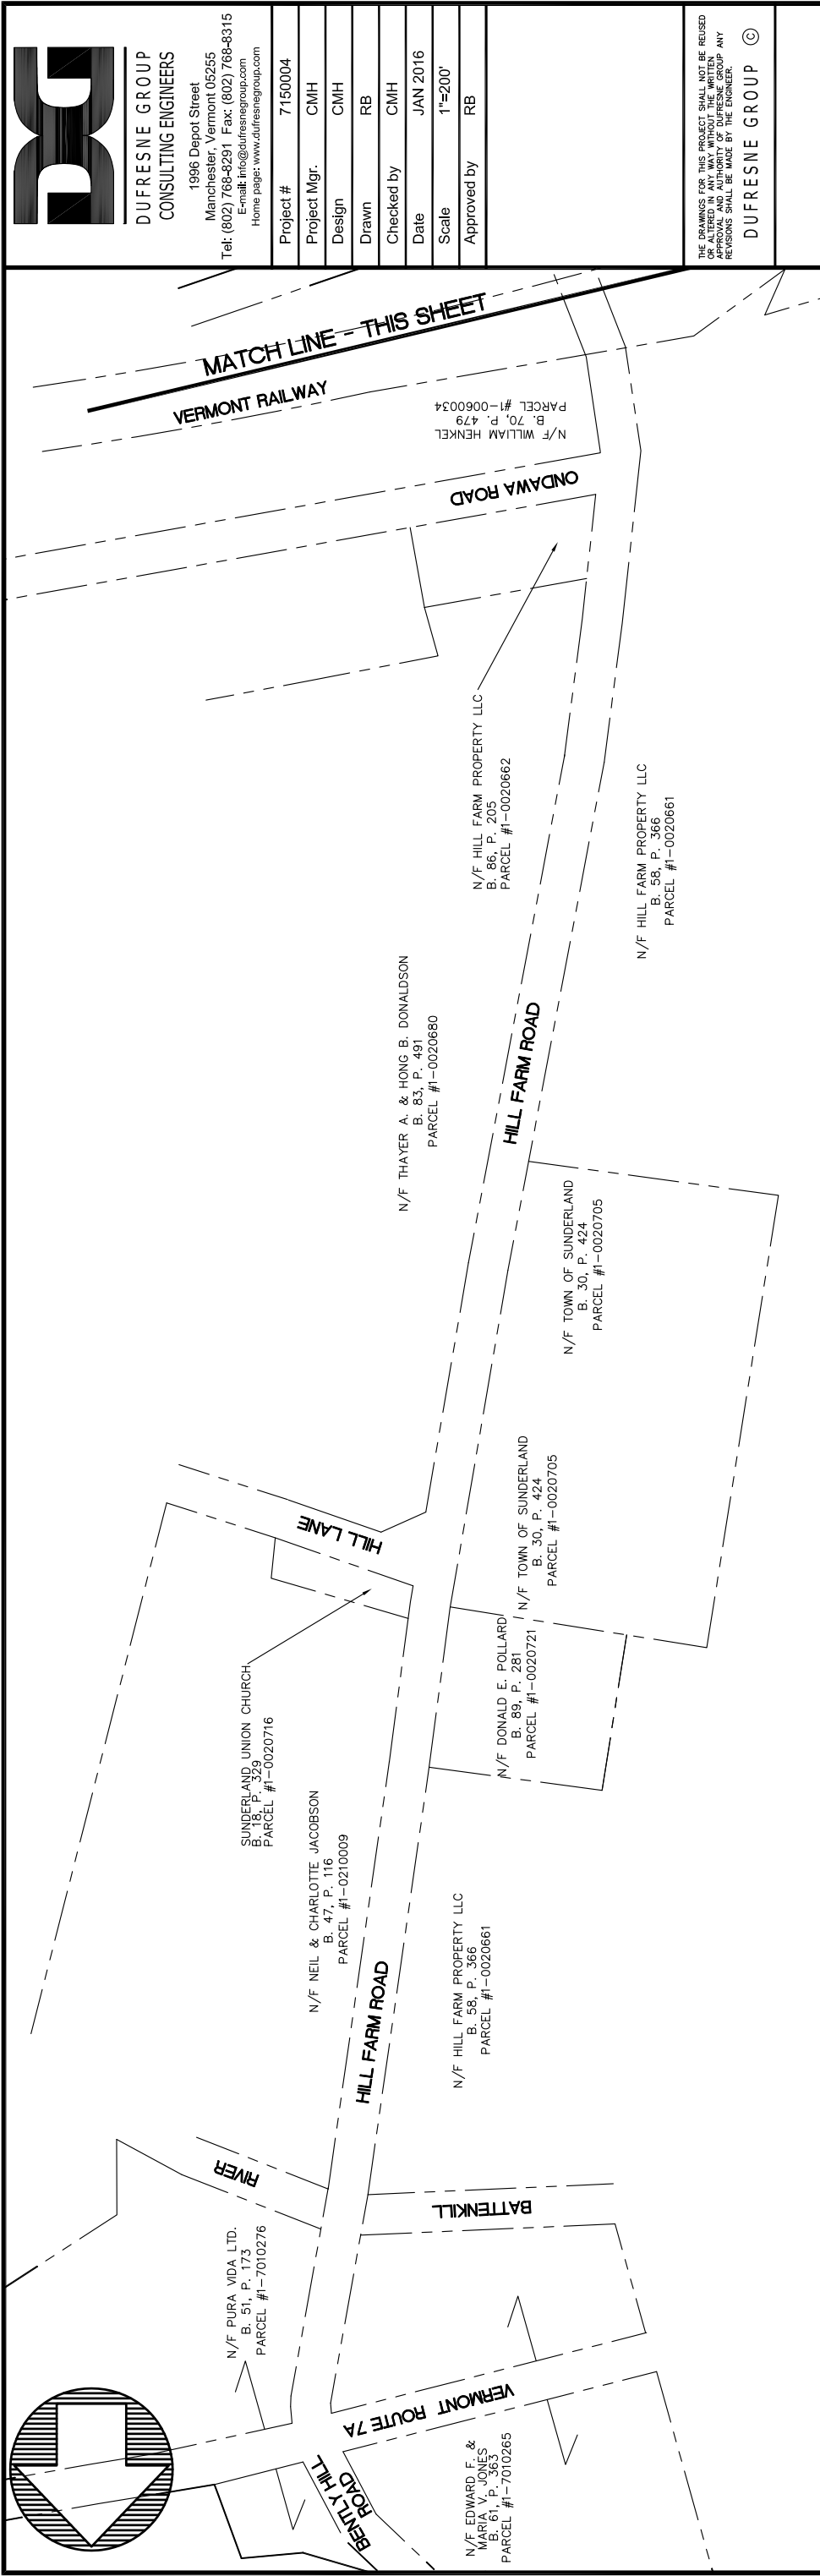 DUFRESNE GROUP
CONSULTING ENGINEERS
1996 Depot Street
Manchester, Vermont 05255
Tel: (802) 768-8291 Fax: (802) 768-8315
E-mail: info@dufresnegroup.com
Home page: www.dufresnegroup.com
Project # 7150004
Project Mgr. CMH
Design CMH
Drawn RB
Checked by CMH
Date JAN 2016
Scale 1"=200'
Approved by RB
THE DRAWINGS FOR THIS PROJECT SHALL NOT BE REUSED
OR ALTERED IN ANY WAY WITHOUT THE WRITTEN
APPROVAL AND AUTHORITY OF DUFRESNE GROUP ANY
REVISIONS SHALL BE MADE BY THE ENGINEER.
DUFRESNE GROUP ©
MATCH LINE - THIS SHEET
VERMONT RAILWAY
N/F WILLIAM HENKEL
B. 70, P. 479
PARCEL #1-0060034
ONDAWA ROAD
N/F HILL FARM PROPERTY LLC
B. 86, P. 205
PARCEL #1-0020662
N/F HILL FARM PROPERTY LLC
B. 58, P. 366
PARCEL #1-0020661
N/F THAYER A. & HONG B. DONALDSON
B. 83, P. 491
PARCEL #1-0020680
HILL FARM ROAD
N/F TOWN OF SUNDERLAND
B. 30, P. 424
PARCEL #1-0020705
HILL LANE
N/F TOWN OF SUNDERLAND
B. 30, P. 424
PARCEL #1-0020705
N/F DONALD E. POLLARD
B. 89, P. 281
PARCEL #1-0020721
SUNDERLAND UNION CHURCH
B. 18, P. 329
PARCEL #1-0020716
N/F NEIL & CHARLOTTE JACOBSON
B. 47, P. 116
PARCEL #1-0210009
HILL FARM ROAD
N/F HILL FARM PROPERTY LLC
B. 58, P. 366
PARCEL #1-0020661
RIVER
BATTENKILL
N/F PURA VIDA LTD.
B. 51, P. 173
PARCEL #1-7010276
VERMONT ROUTE 7A
BENTLY HILL
ROAD
N/F EDWARD F. &
MARIA V. JONES
B. 61, P. 363
PARCEL #1-7010265